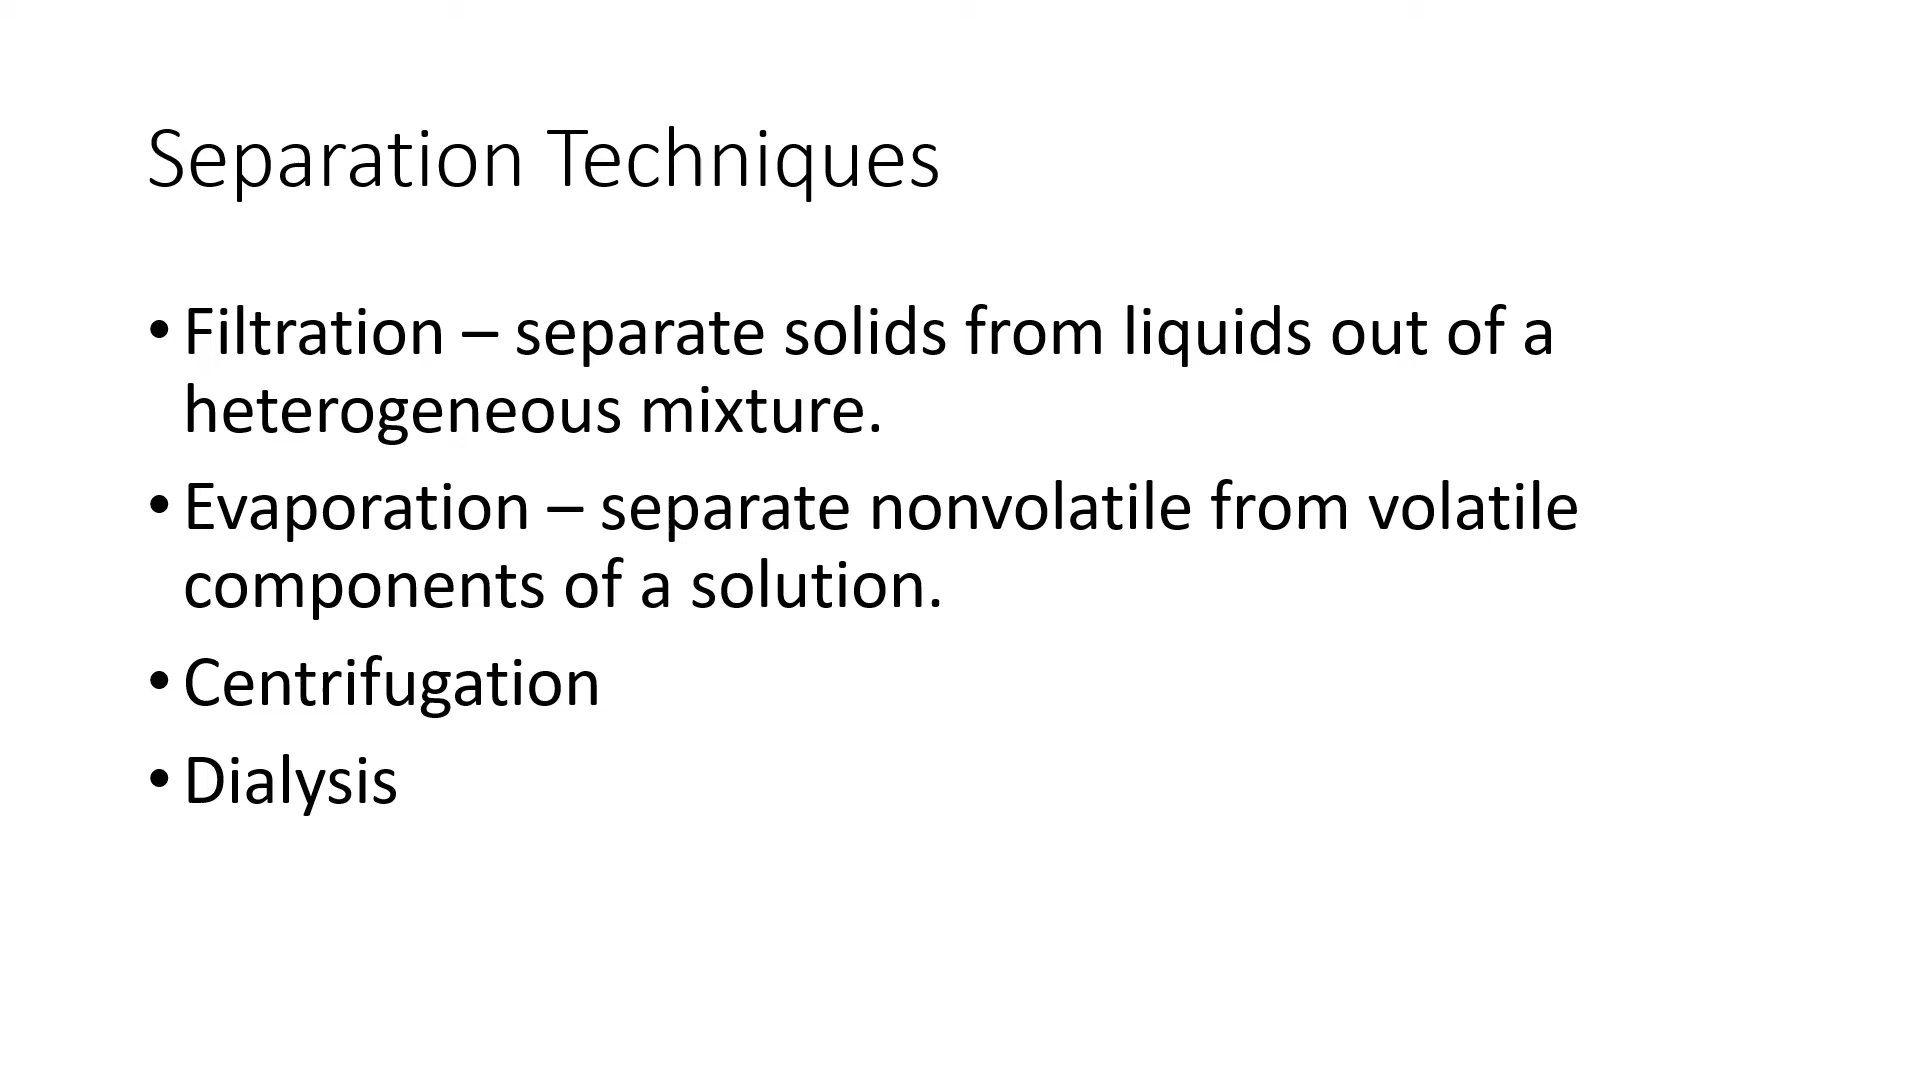 Separation Techniques
• Filtration – separate solids from liquids out of a
heterogeneous mixture.
• Evaporation – separate nonvolatile from volatile
components of a solution.
• Centrifugation
• Dialysis